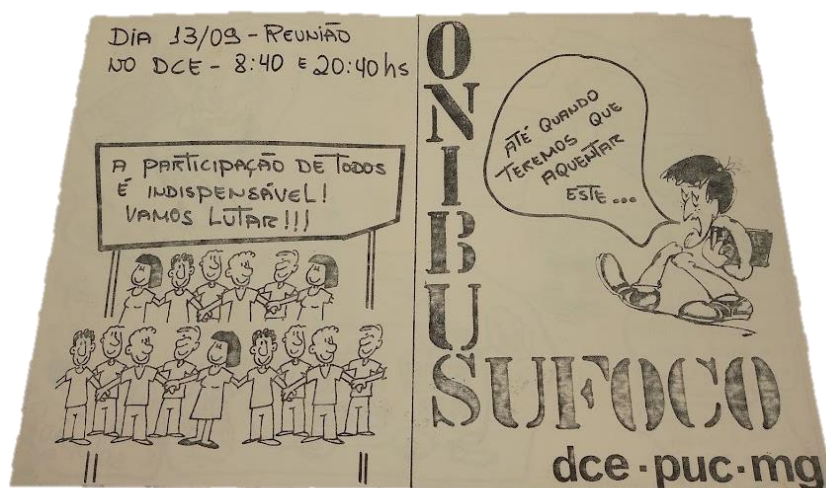 DIA 13/09 - REUNIÃO
NO DCE - 8:40 E 20:40 hs
A PARTICIPAÇÃO DE TODOS
É INDISPENSÁVEL!
VAMOS LUTAR!!!
ONIBUS
SUFOCO
ATÉ QUANDO
TEREMOS QUE
AQUENTAR
ESTE...
dce·puc·mg